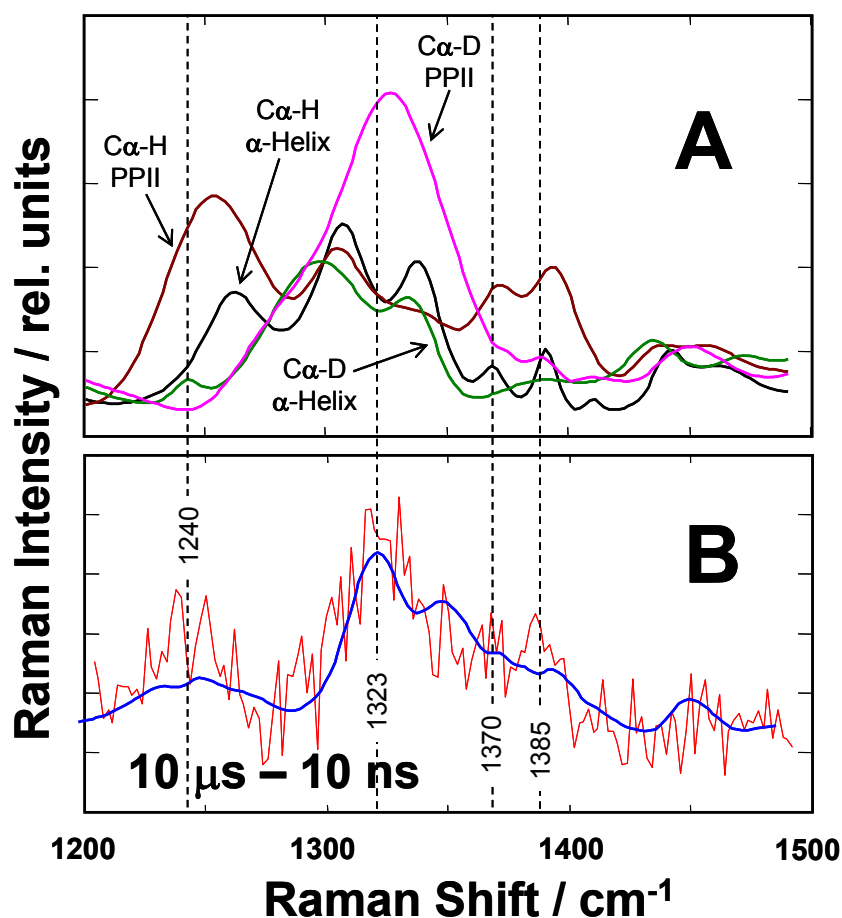 Cα-D
PPII
Cα-H
α-Helix
Cα-H
PPII
A
Cα-D
α-Helix
Raman Intensity / rel. units
B
1240
1323
1370
1385
10 μs – 10 ns
1200
1300
1400
1500
Raman Shift / cm⁻¹